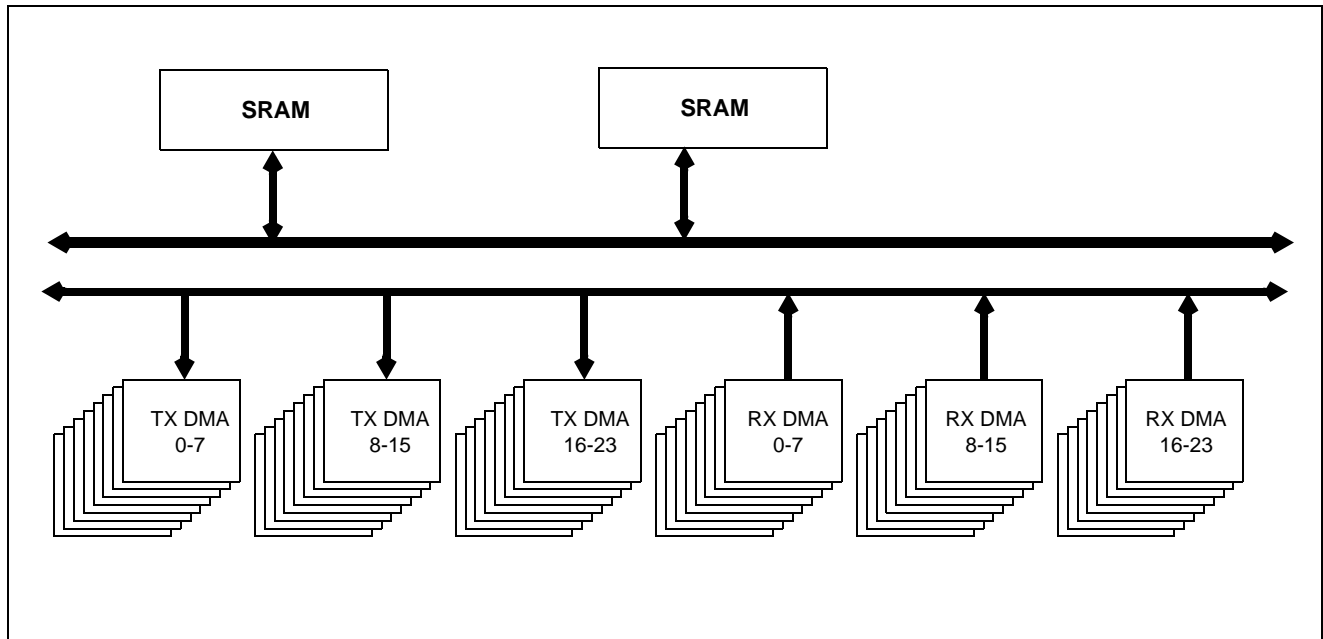 SRAM
SRAM
TX DMA
0-7
TX DMA
8-15
TX DMA
16-23
RX DMA
0-7
RX DMA
8-15
RX DMA
16-23